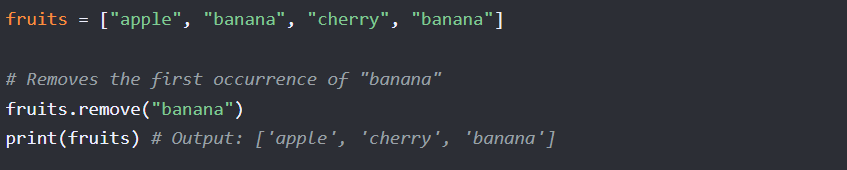 fruits = ["apple", "banana", "cherry", "banana"]
# Removes the first occurrence of "banana"
fruits.remove("banana")
print(fruits) # Output: ['apple', 'cherry', 'banana']